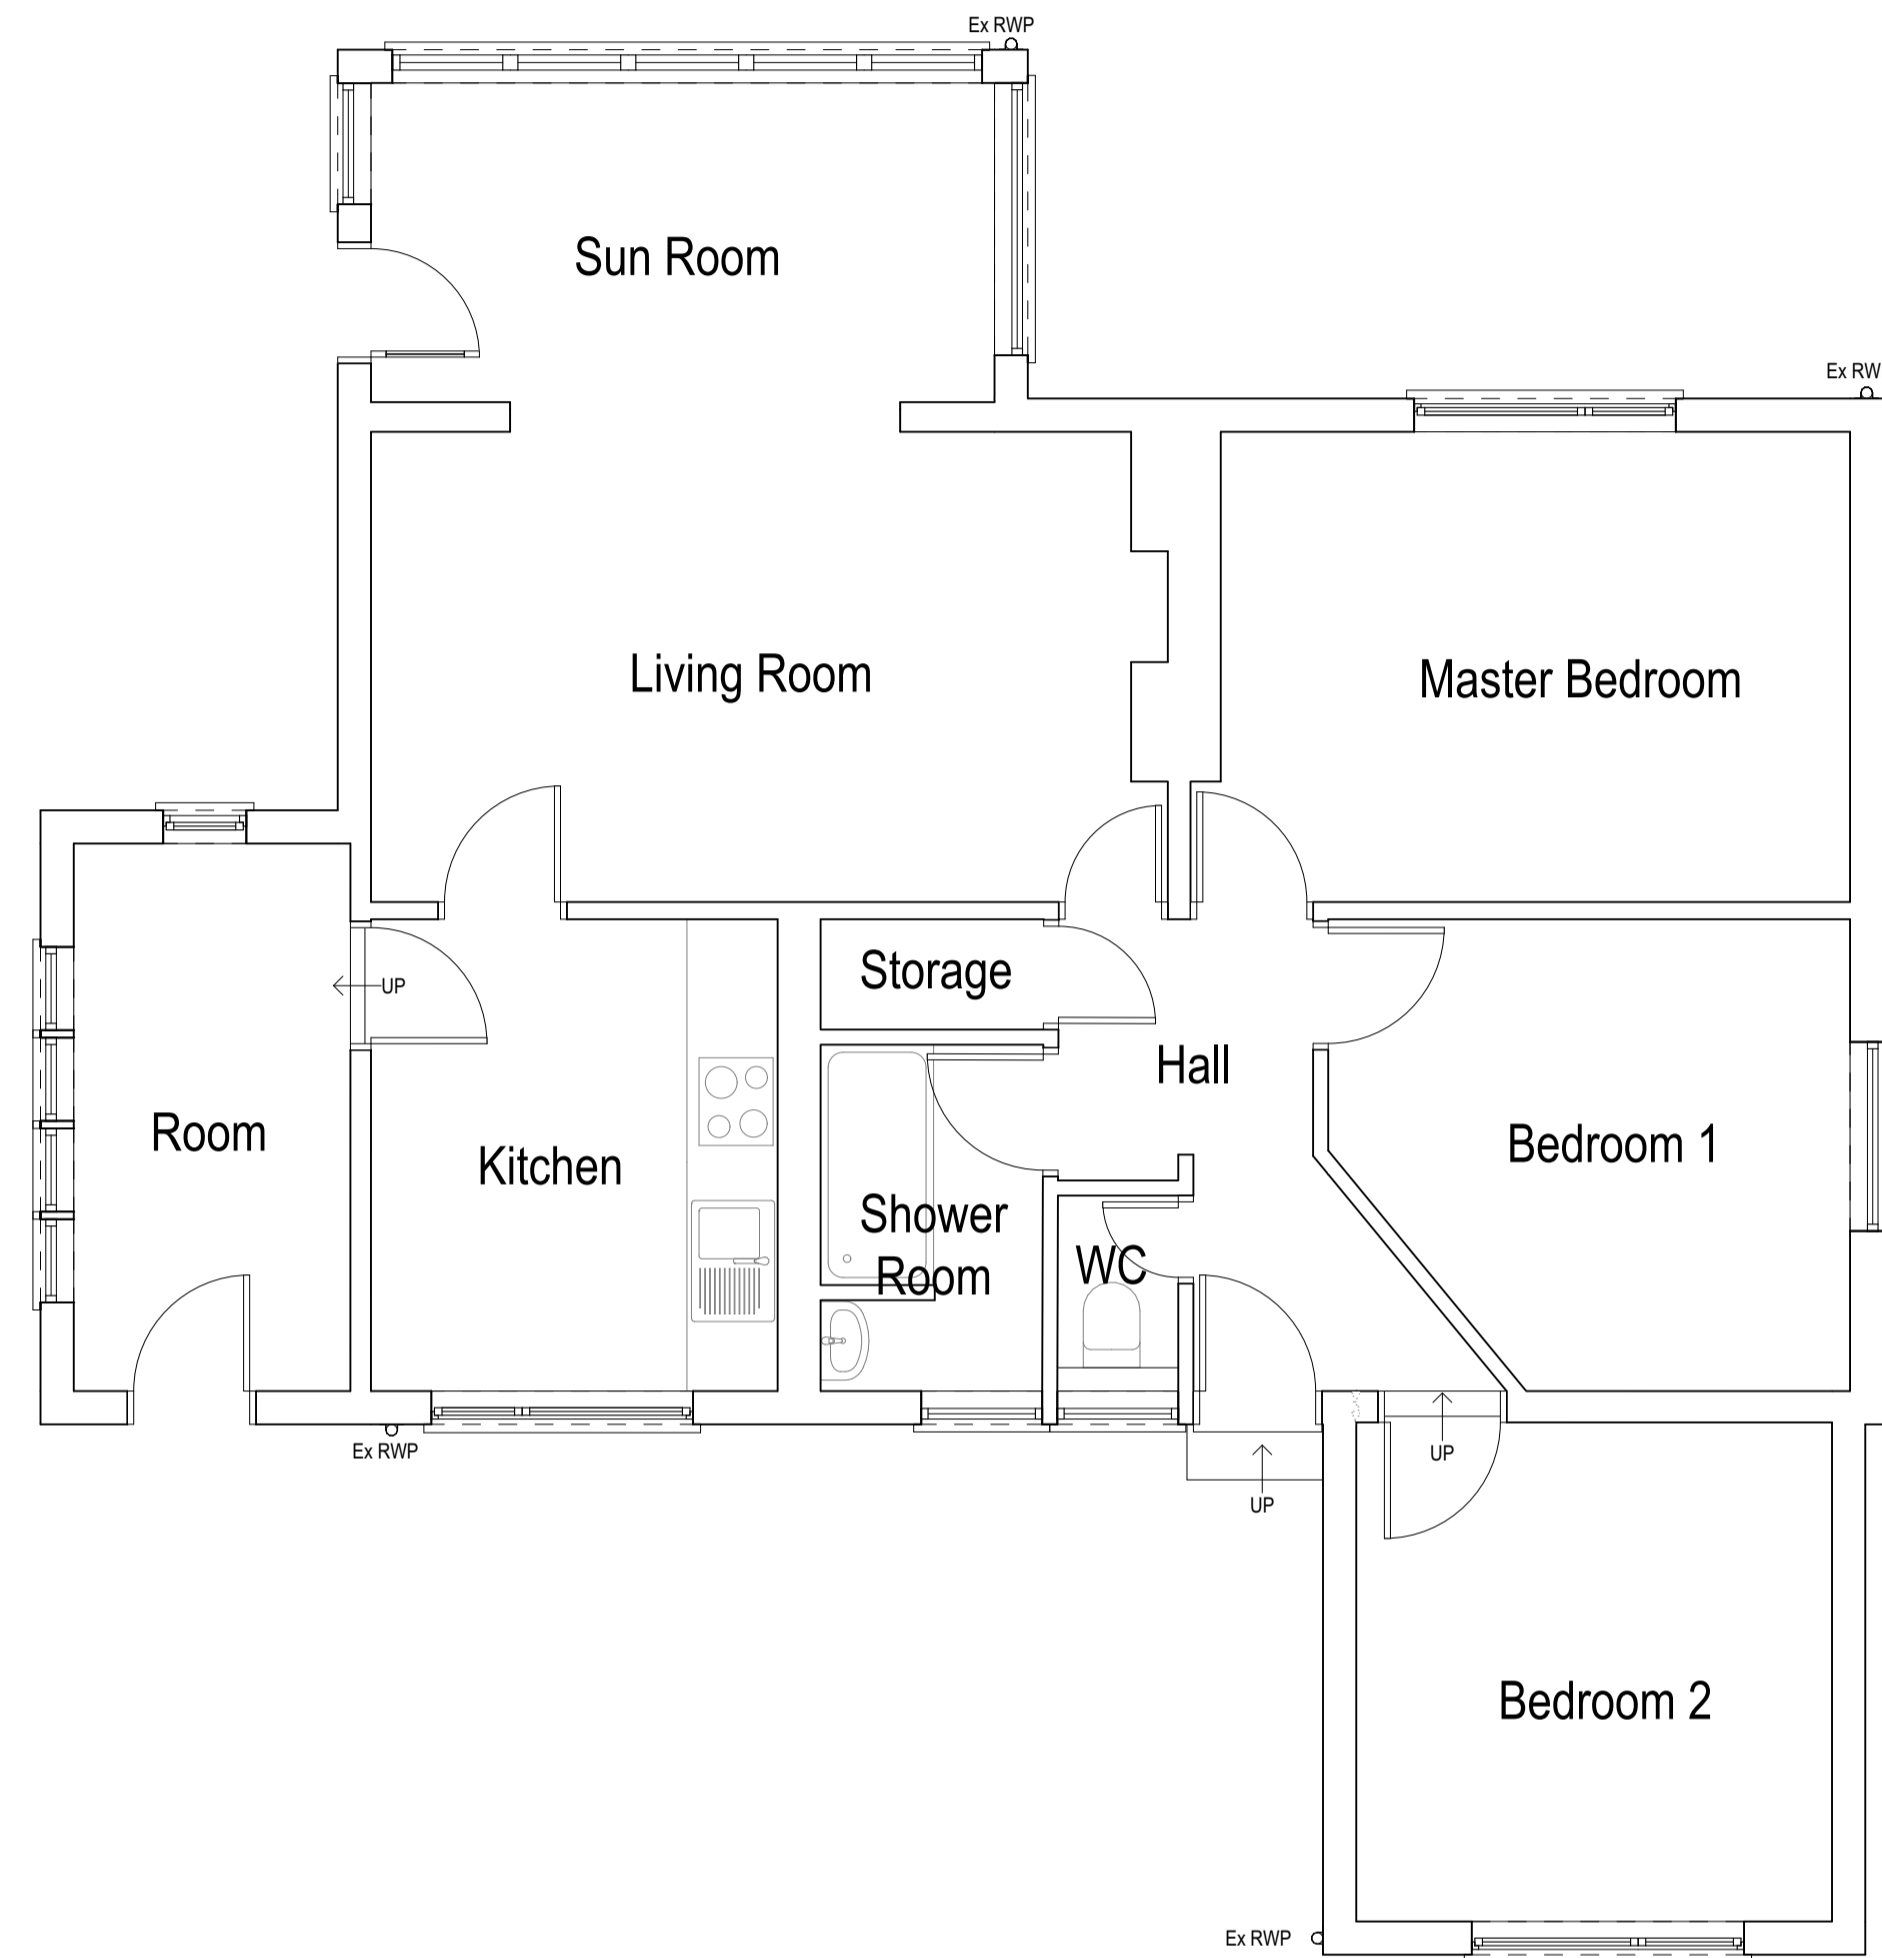 Ex RWP
Sun Room
Ex RW
Living Room
Master Bedroom
Storage
UP
Hall
Room
Kitchen
Bedroom 1
Shower
Room
WC
Ex RWP
UP
UP
Bedroom 2
Ex RWP